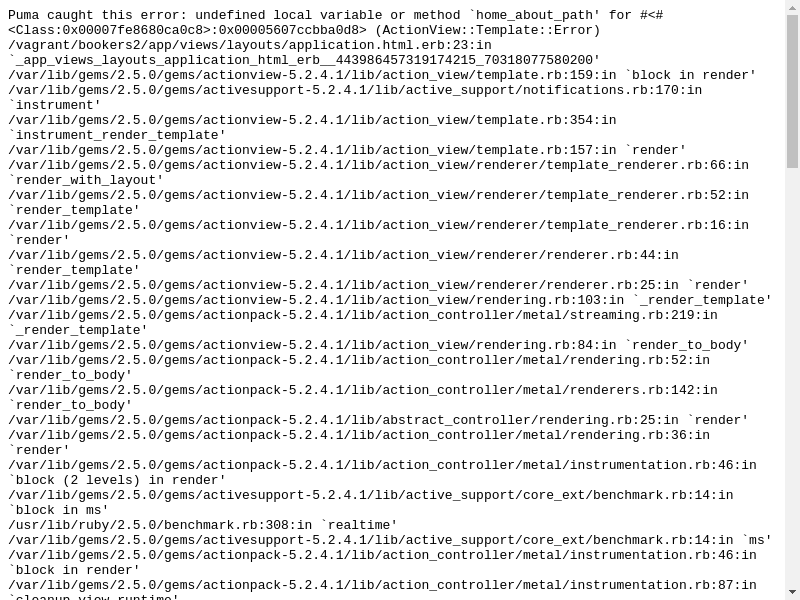 Puma caught this error: undefined local variable or method `home_about_path' for #<#
<Class:0x00007fe8680ca0c8>:0x00005607ccbba0d8> (ActionView::Template::Error)
/vagrant/bookers2/app/views/layouts/application.html.erb:23:in
`_app_views_layouts_application_html_erb__443986457319174215_70318077580200'
/var/lib/gems/2.5.0/gems/actionview-5.2.4.1/lib/action_view/template.rb:159:in `block in render'
/var/lib/gems/2.5.0/gems/activesupport-5.2.4.1/lib/active_support/notifications.rb:170:in
`instrument'
/var/lib/gems/2.5.0/gems/actionview-5.2.4.1/lib/action_view/template.rb:354:in
`instrument_render_template'
/var/lib/gems/2.5.0/gems/actionview-5.2.4.1/lib/action_view/template.rb:157:in `render'
/var/lib/gems/2.5.0/gems/actionview-5.2.4.1/lib/action_view/renderer/template_renderer.rb:66:in
`render_with_layout'
/var/lib/gems/2.5.0/gems/actionview-5.2.4.1/lib/action_view/renderer/template_renderer.rb:52:in
`render_template'
/var/lib/gems/2.5.0/gems/actionview-5.2.4.1/lib/action_view/renderer/template_renderer.rb:16:in
`render'
/var/lib/gems/2.5.0/gems/actionview-5.2.4.1/lib/action_view/renderer/renderer.rb:44:in
`render_template'
/var/lib/gems/2.5.0/gems/actionview-5.2.4.1/lib/action_view/renderer/renderer.rb:25:in `render'
/var/lib/gems/2.5.0/gems/actionview-5.2.4.1/lib/action_view/rendering.rb:103:in `_render_template'
/var/lib/gems/2.5.0/gems/actionpack-5.2.4.1/lib/action_controller/metal/streaming.rb:219:in
`_render_template'
/var/lib/gems/2.5.0/gems/actionview-5.2.4.1/lib/action_view/rendering.rb:84:in `render_to_body'
/var/lib/gems/2.5.0/gems/actionpack-5.2.4.1/lib/action_controller/metal/rendering.rb:52:in
`render_to_body'
/var/lib/gems/2.5.0/gems/actionpack-5.2.4.1/lib/action_controller/metal/renderers.rb:142:in
`render_to_body'
/var/lib/gems/2.5.0/gems/actionpack-5.2.4.1/lib/abstract_controller/rendering.rb:25:in `render'
/var/lib/gems/2.5.0/gems/actionpack-5.2.4.1/lib/action_controller/metal/rendering.rb:36:in
`render'
/var/lib/gems/2.5.0/gems/actionpack-5.2.4.1/lib/action_controller/metal/instrumentation.rb:46:in
`block (2 levels) in render'
/var/lib/gems/2.5.0/gems/activesupport-5.2.4.1/lib/active_support/core_ext/benchmark.rb:14:in
`block in ms'
/usr/lib/ruby/2.5.0/benchmark.rb:308:in `realtime'
/var/lib/gems/2.5.0/gems/activesupport-5.2.4.1/lib/active_support/core_ext/benchmark.rb:14:in `ms'
/var/lib/gems/2.5.0/gems/actionpack-5.2.4.1/lib/action_controller/metal/instrumentation.rb:46:in
`block in render'
/var/lib/gems/2.5.0/gems/actionpack-5.2.4.1/lib/action_controller/metal/instrumentation.rb:87:in
`cleanup_view_runtime'